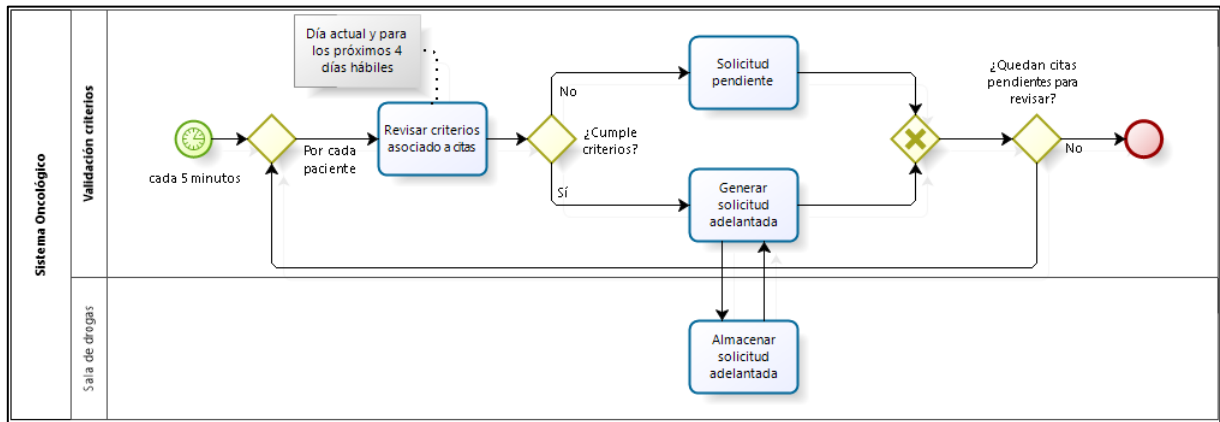 Sistema Oncológico
Validación criterios
Sala de drogas
cada 5 minutos
Día actual y para
los próximos 4
días hábiles
Por cada
paciente
Revisar criterios
asociado a citas
¿Cumple
criterios?
No
Sí
Solicitud
pendiente
Generar
solicitud
adelantada
Almacenar
solicitud
adelantada
¿Quedan citas
pendientes para
revisar?
No